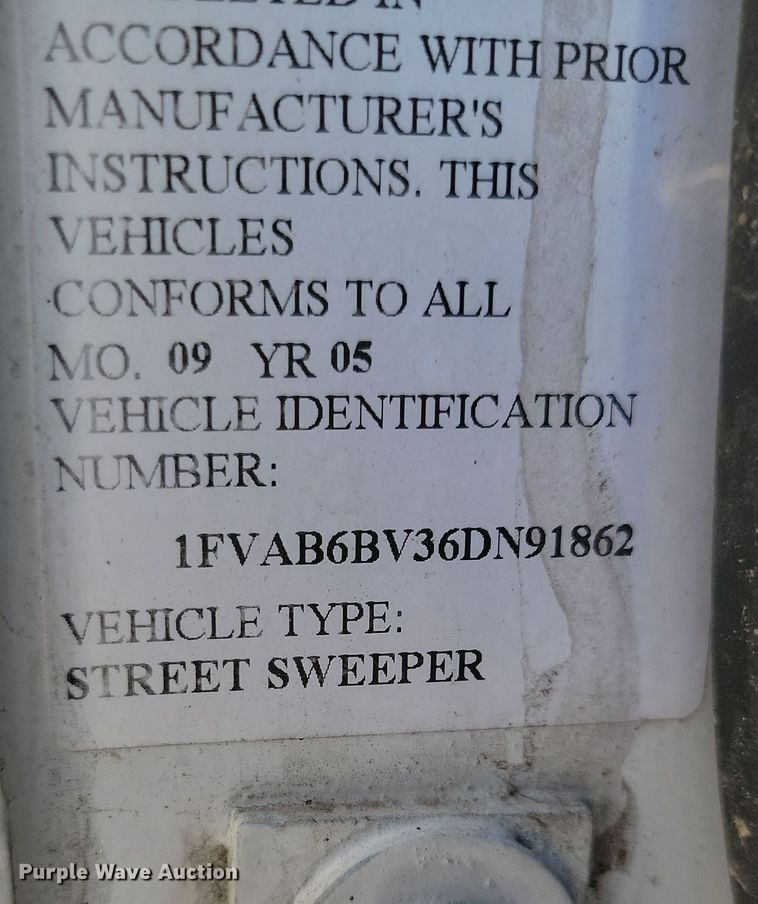 IN
ACCORDANCE WITH PRIOR
MANUFACTURER'S
INSTRUCTIONS. THIS
VEHICLES
CONFORMS TO ALL
MO. 09 YR 05
VEHICLE IDENTIFICATION
NUMBER:
1FVAB6BV36DN91862
VEHICLE TYPE:
STREET SWEEPER
Purple Wave Auction